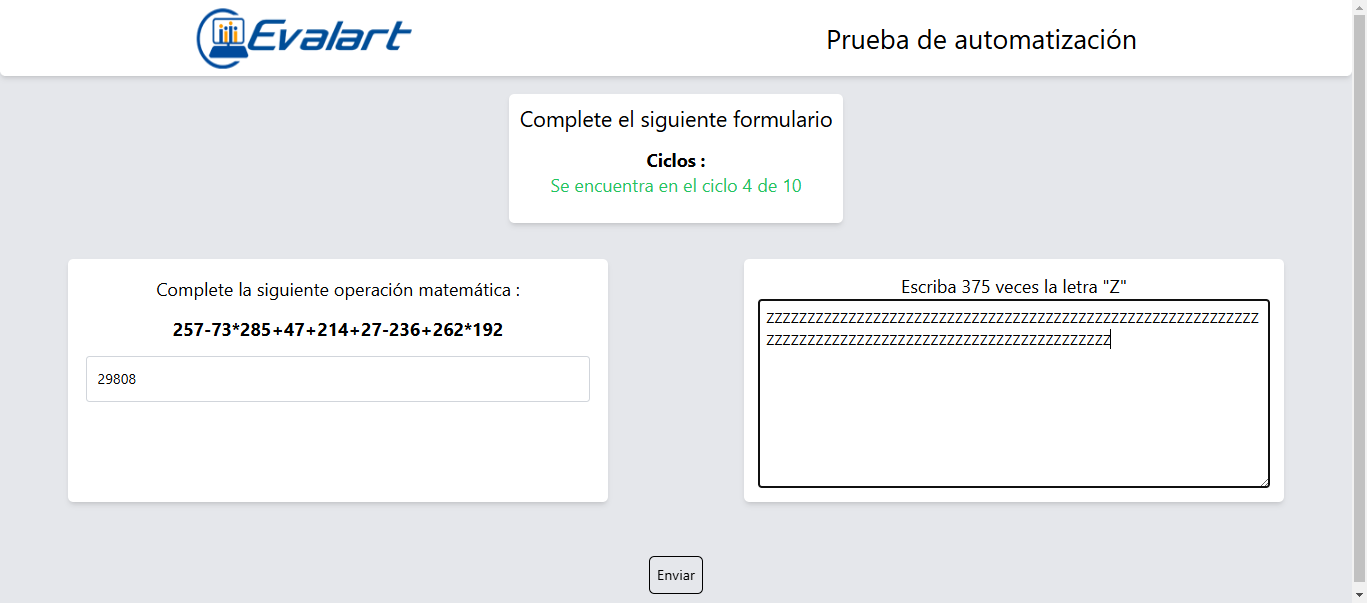 Evalart
Prueba de automatización
Complete el siguiente formulario
Ciclos :
Se encuentra en el ciclo 4 de 10
Complete la siguiente operación matemática :
257-73*285+47+214+27-236+262*192
29808
Escriba 375 veces la letra "Z"
ZZZZZZZZZZZZZZZZZZZZZZZZZZZZZZZZZZZZZZZZZZZZZZZZZZZZZZZZZZZZ
ZZZZZZZZZZZZZZZZZZZZZZZZZZZZZZZZZZZZZZZZZZ
Enviar